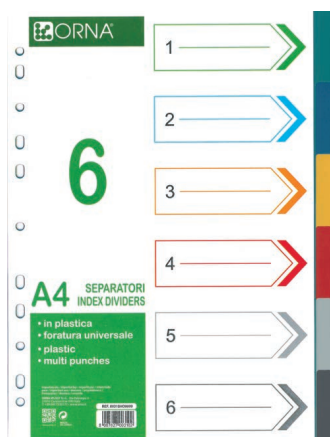 ORNA®
6
A4
SEPARATORI
INDEX DIVIDERS
• in plastica
• foratura universale
• plastic
• multi punches
1
2
3
4
5
6